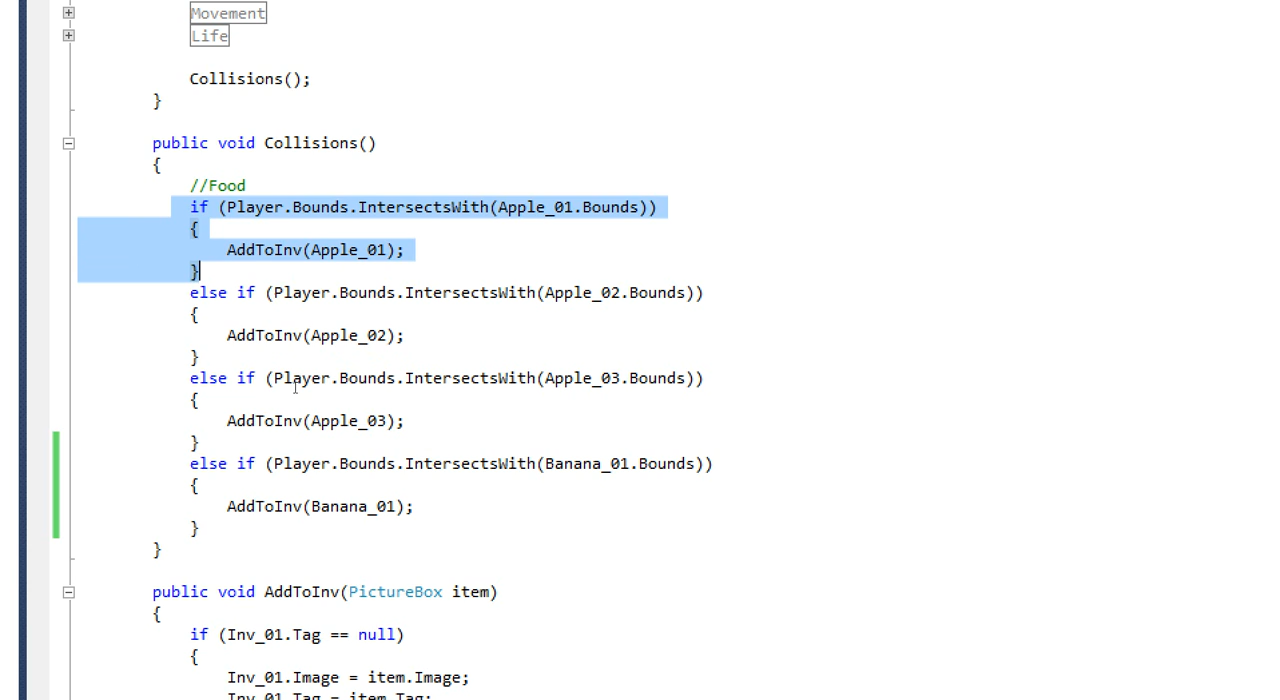 Movement
Life
Collisions();
}
public void Collisions()
{
//Food
if (Player.Bounds.IntersectsWith(Apple_01.Bounds))
{
AddToInv(Apple_01);
}
else if (Player.Bounds.IntersectsWith(Apple_02.Bounds))
{
AddToInv(Apple_02);
}
else if (Player.Bounds.IntersectsWith(Apple_03.Bounds))
{
AddToInv(Apple_03);
}
else if (Player.Bounds.IntersectsWith(Banana_01.Bounds))
{
AddToInv(Banana_01);
}
}
public void AddToInv(PictureBox item)
{
if (Inv_01.Tag == null)
{
Inv_01.Image = item.Image;
Inv_01.Tag = item.Tag;